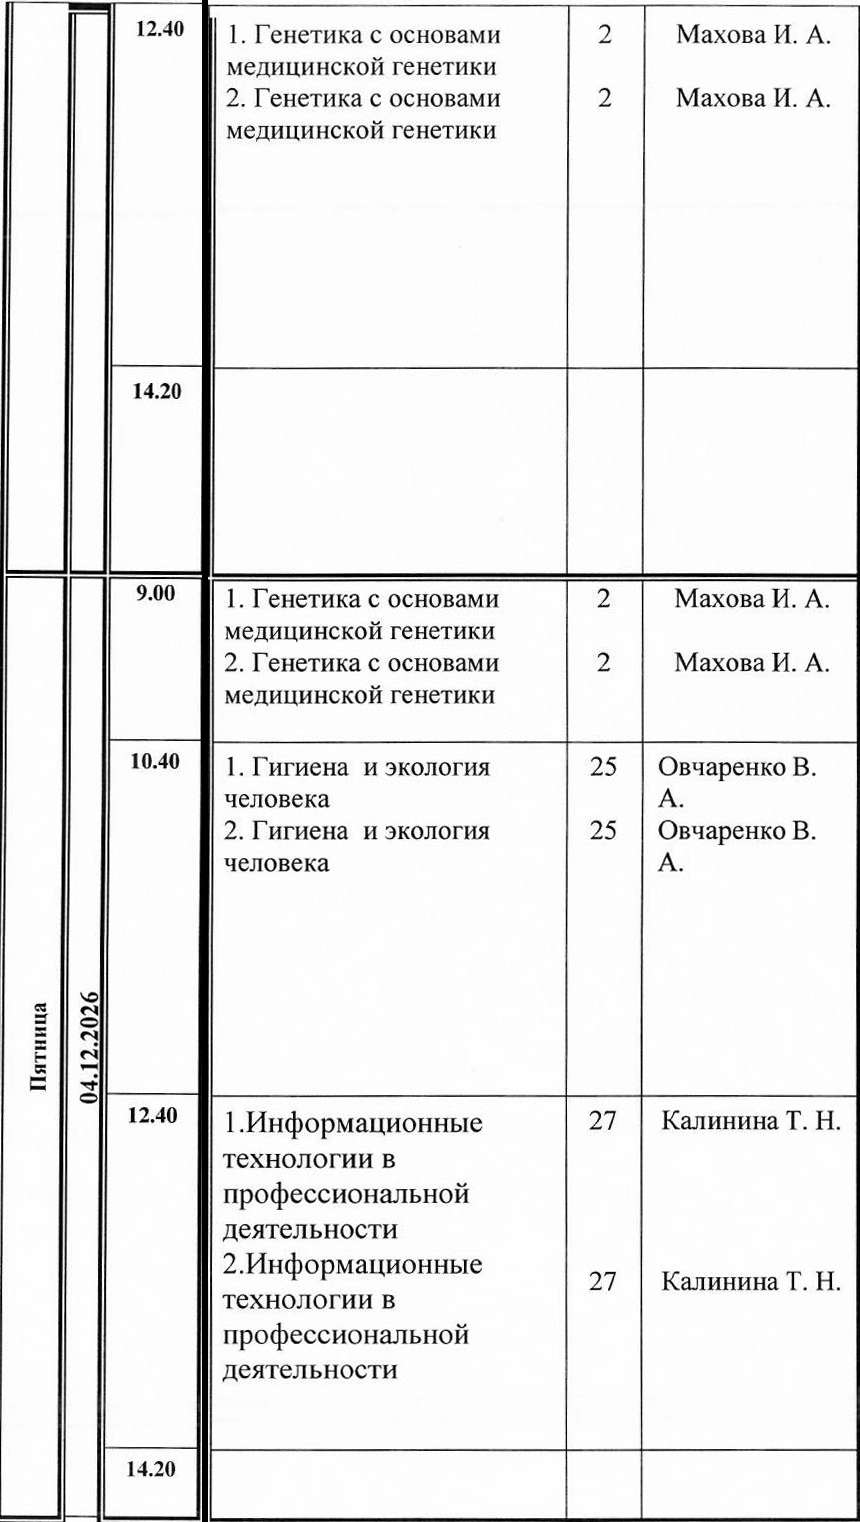 12.40
1. Генетика с основами 2 Махова И. А.
медицинской генетики
2. Генетика с основами 2 Махова И. А.
медицинской генетики
14.20
Пятница
04.12.2026
9.00
1. Генетика с основами 2 Махова И. А.
медицинской генетики
2. Генетика с основами 2 Махова И. А.
медицинской генетики
10.40
1. Гигиена и экология 25 Овчаренко В.
человека А.
2. Гигиена и экология 25 Овчаренко В.
человека А.
12.40
1.Информационные 27 Калинина Т. Н.
технологии в
профессиональной
деятельности
2.Информационные 27 Калинина Т. Н.
технологии в
профессиональной
деятельности
14.20